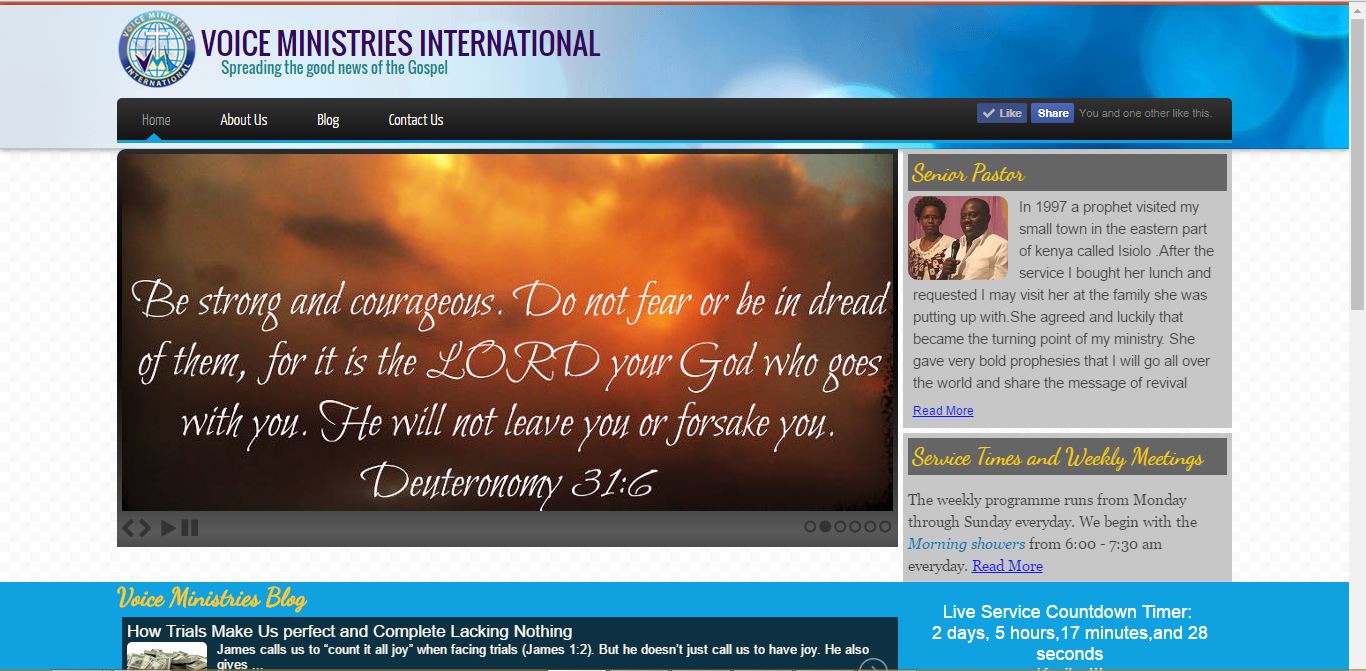 VOICE MINISTRIES INTERNATIONAL
VOICE MINISTRIES INTERNATIONAL
Spreading the good news of the Gospel
Home About Us Blog Contact Us
Like Share You and one other like this.
Be strong and courageous. Do not fear or be in dread
of them, for it is the LORD your God who goes
with you. He will not leave you or forsake you.
Deuteronomy 31:6
Senior Pastor
In 1997 a prophet visited my
small town in the eastern part
of kenya called Isiolo .After the
service I bought her lunch and
requested I may visit her at the family she was
putting up with.She agreed and luckily that
became the turning point of my ministry. She
gave very bold prophesies that I will go all over
the world and share the message of revival
Read More
Service Times and Weekly Meetings
The weekly programme runs from Monday
through Sunday everyday. We begin with the
Morning showers from 6:00 - 7:30 am
everyday. Read More
Voice Ministries Blog
How Trials Make Us perfect and Complete Lacking Nothing
James calls us to “count it all joy” when facing trials (James 1:2). But he doesn’t just call us to have joy. He also
gives ...
Live Service Countdown Timer:
2 days, 5 hours,17 minutes,and 28
seconds